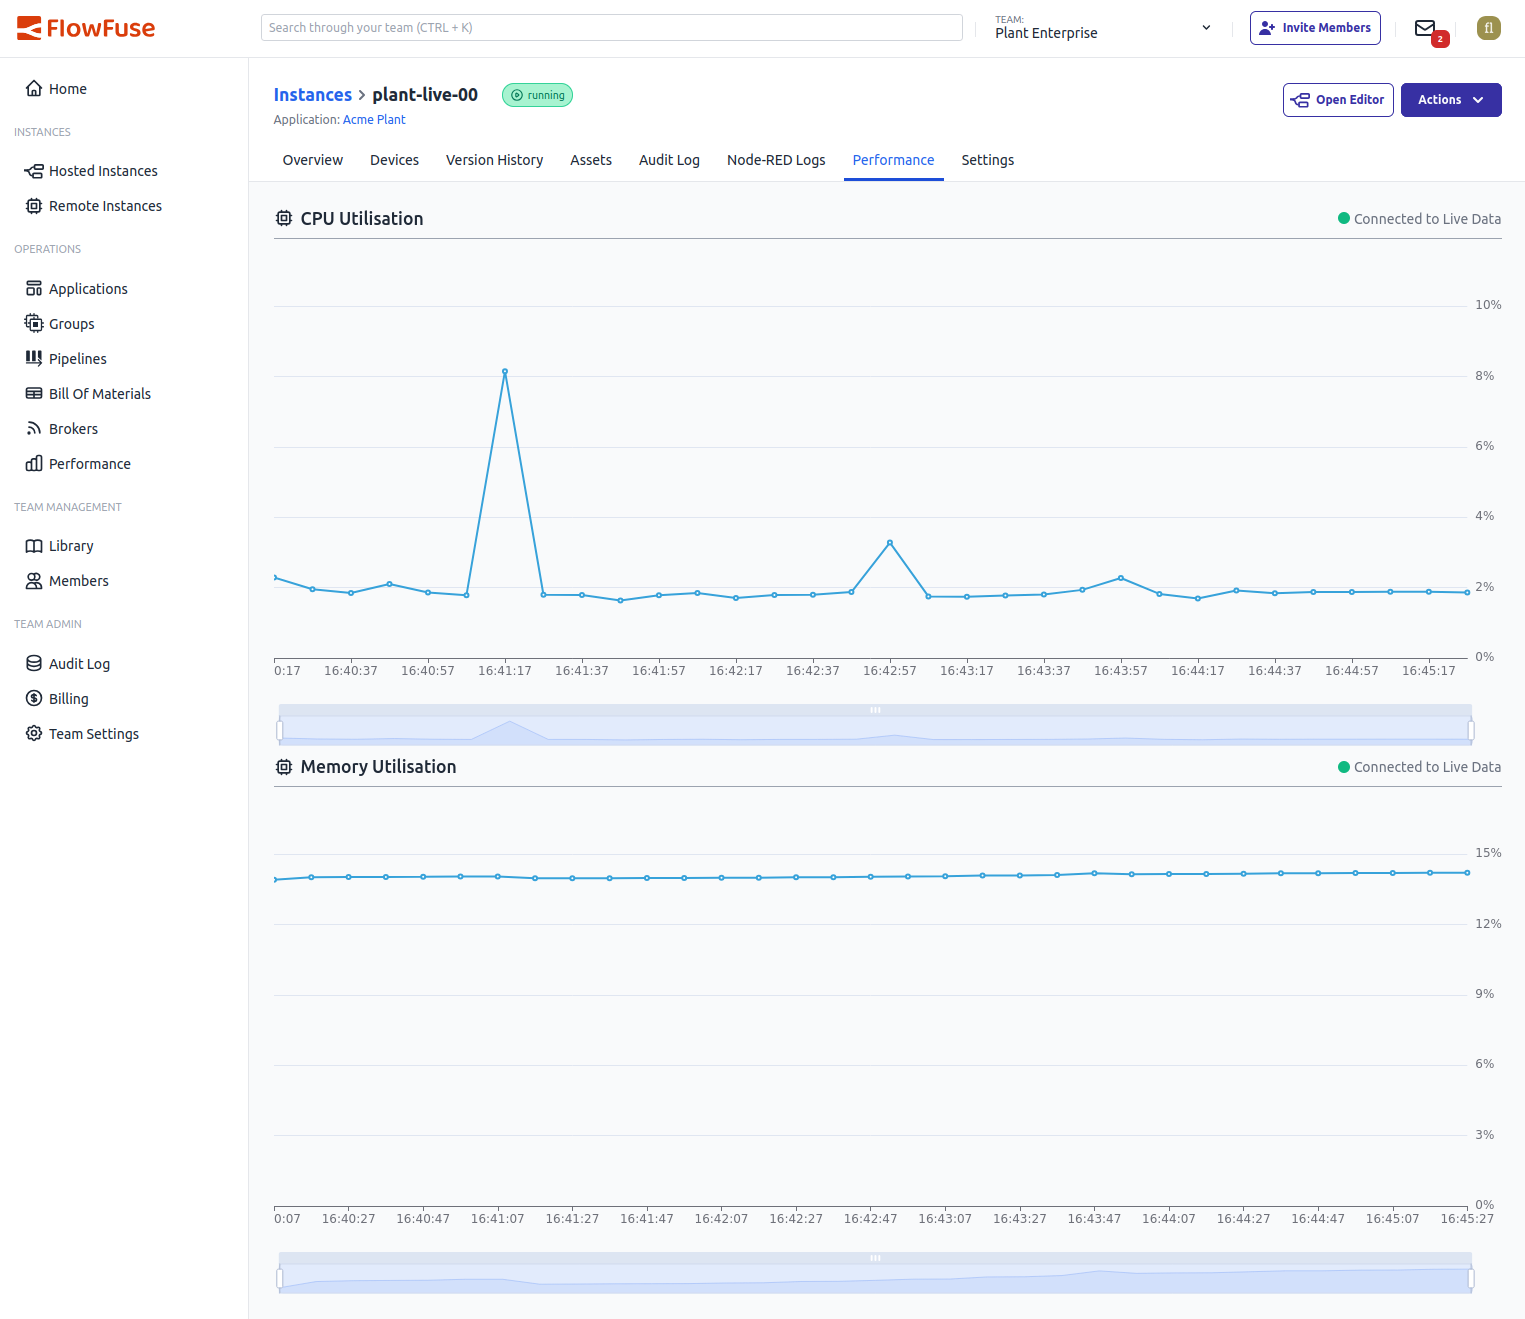 FlowFuse
Search through your team (CTRL + K)
TEAM:
Plant Enterprise
Invite Members
2
fl
Home
INSTANCES
Hosted Instances
Remote Instances
OPERATIONS
Applications
Groups
Pipelines
Bill Of Materials
Brokers
Performance
TEAM MANAGEMENT
Library
Members
TEAM ADMIN
Audit Log
Billing
Team Settings
Instances > plant-live-00
running
Application: Acme Plant
Open Editor
Actions
Overview Devices Version History Assets Audit Log Node-RED Logs Performance Settings
CPU Utilisation
Connected to Live Data
10%
8%
6%
4%
2%
0%
0:17 16:40:37 16:40:57 16:41:17 16:41:37 16:41:57 16:42:17 16:42:37 16:42:57 16:43:17 16:43:37 16:43:57 16:44:17 16:44:37 16:44:57 16:45:17
Memory Utilisation
Connected to Live Data
15%
12%
9%
6%
3%
0%
0:07 16:40:27 16:40:47 16:41:07 16:41:27 16:41:47 16:42:07 16:42:27 16:42:47 16:43:07 16:43:27 16:43:47 16:44:07 16:44:27 16:44:47 16:45:07 16:45:27